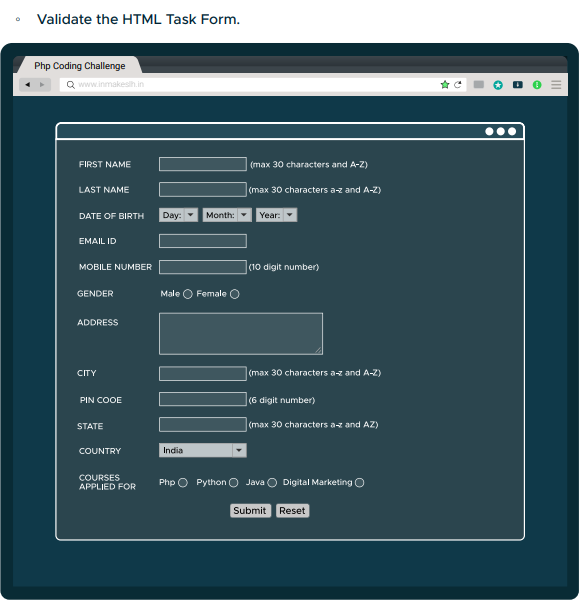 Validate the HTML Task Form.
Php Coding Challenge
www.inmakeslh.in
FIRST NAME (max 30 characters and A-Z)
LAST NAME (max 30 characters a-z and A-Z)
DATE OF BIRTH Day: Month: Year:
EMAIL ID
MOBILE NUMBER (10 digit number)
GENDER Male Female
ADDRESS
CITY (max 30 characters a-z and A-Z)
PIN COOE (6 digit number)
STATE (max 30 characters a-z and AZ)
COUNTRY India
COURSES
APPLIED FOR Php Python Java Digital Marketing
Submit Reset